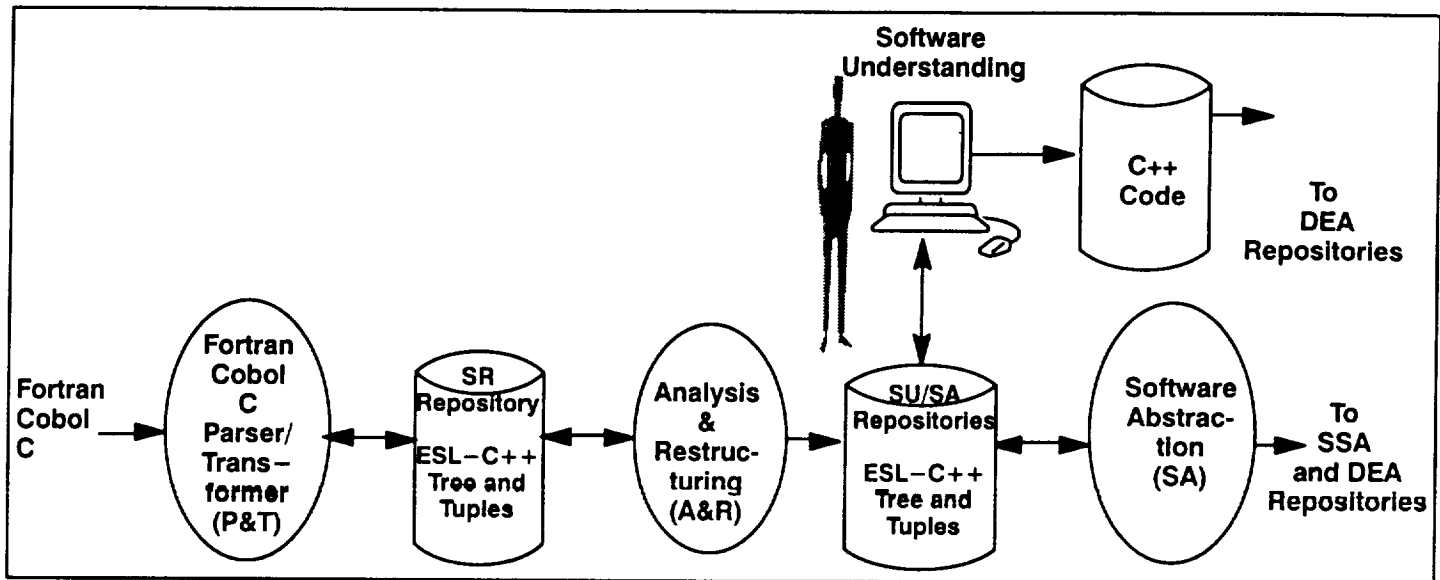 Software
Understanding
C++
Code
To
DEA
Repositories
Fortran
Cobol
C
Fortran
Cobol
C
Parser/
Trans–
former
(P&T)
SR
Repository
ESL–C++
Tree and
Tuples
Analysis
&
Restruc-
turing
(A&R)
SU/SA
Repositories
ESL–C++
Tree and
Tuples
Software
Abstrac-
tion
(SA)
To
SSA
and DEA
Repositories